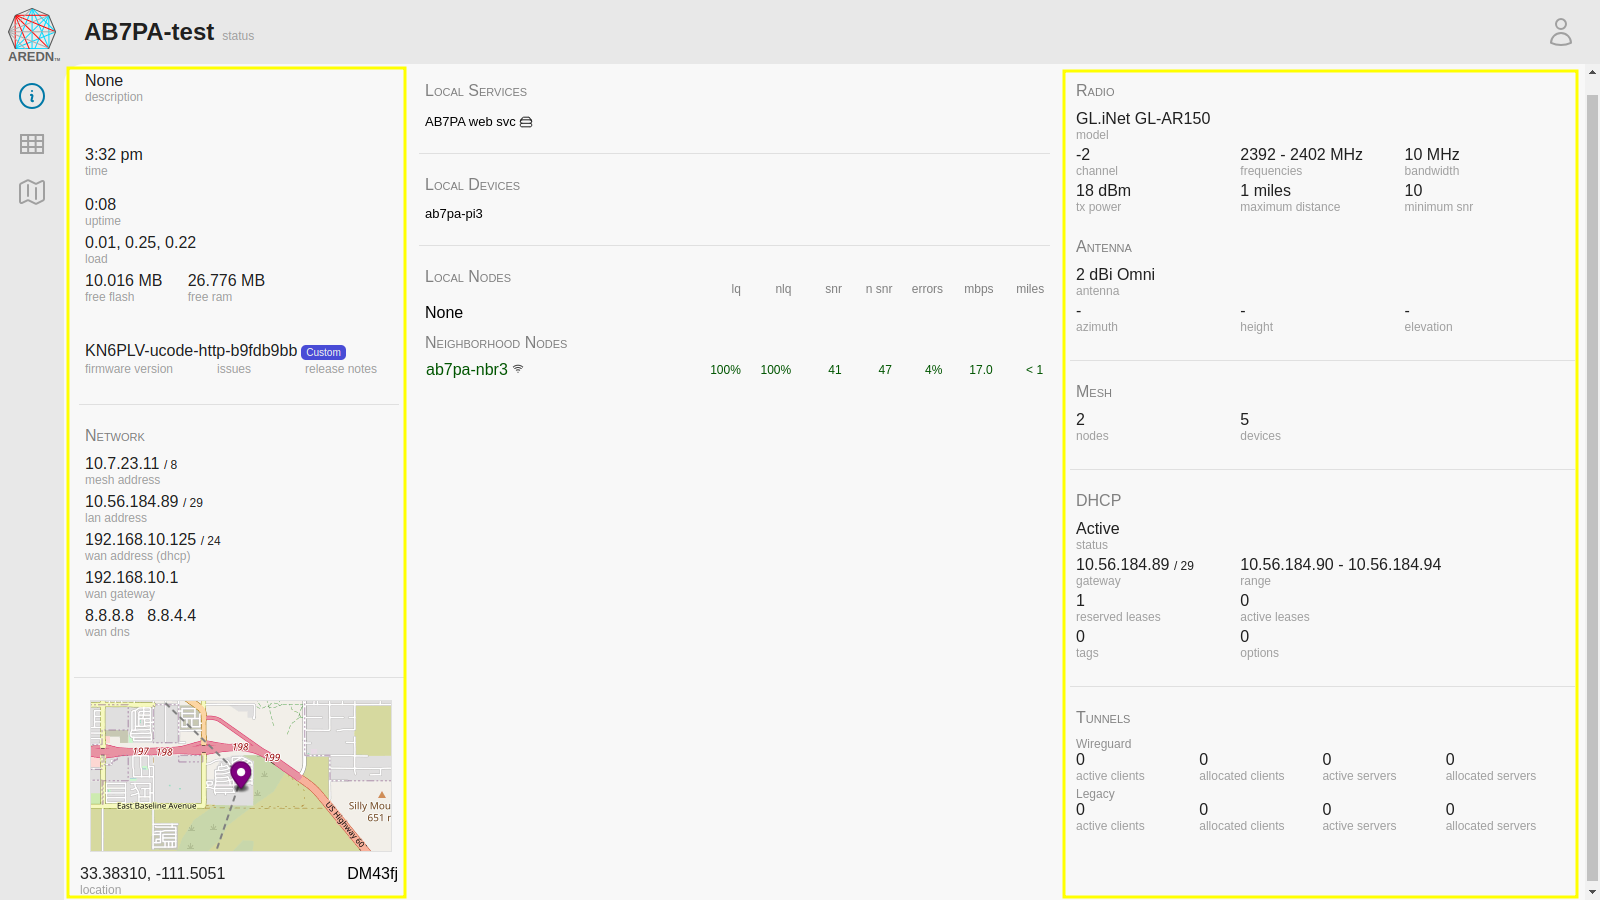 AREDN
AB7PA-test status
None
description
3:32 pm
time
0:08
uptime
0.01, 0.25, 0.22
load
10.016 MB 26.776 MB
free flash free ram
KN6PLV-ucode-http-b9fdb9bb Custom
firmware version issues release notes
Network
10.7.23.11 / 8
mesh address
10.56.184.89 / 29
lan address
192.168.10.125 / 24
wan address (dhcp)
192.168.10.1
wan gateway
8.8.8.8 8.8.4.4
wan dns
197 198 198 199
East Baseline Avenue
US Highway 60
Silly Mou
651
33.38310, -111.5051 DM43fj
location
Local Services
AB7PA web svc
Local Devices
ab7pa-pi3
Local Nodes
lq nlq snr n snr errors mbps miles
None
Neighborhood Nodes
ab7pa-nbr3 100% 100% 41 47 4% 17.0 < 1
Radio
GL.iNet GL-AR150
model
-2 2392 - 2402 MHz 10 MHz
channel frequencies bandwidth
18 dBm 1 miles 10
tx power maximum distance minimum snr
Antenna
2 dBi Omni
antenna
- - -
azimuth height elevation
Mesh
2 5
nodes devices
DHCP
Active
status
10.56.184.89 / 29 10.56.184.90 - 10.56.184.94
gateway range
1 0
reserved leases active leases
0 0
tags options
Tunnels
Wireguard
0 0 0 0
active clients allocated clients active servers allocated servers
Legacy
0 0 0 0
active clients allocated clients active servers allocated servers